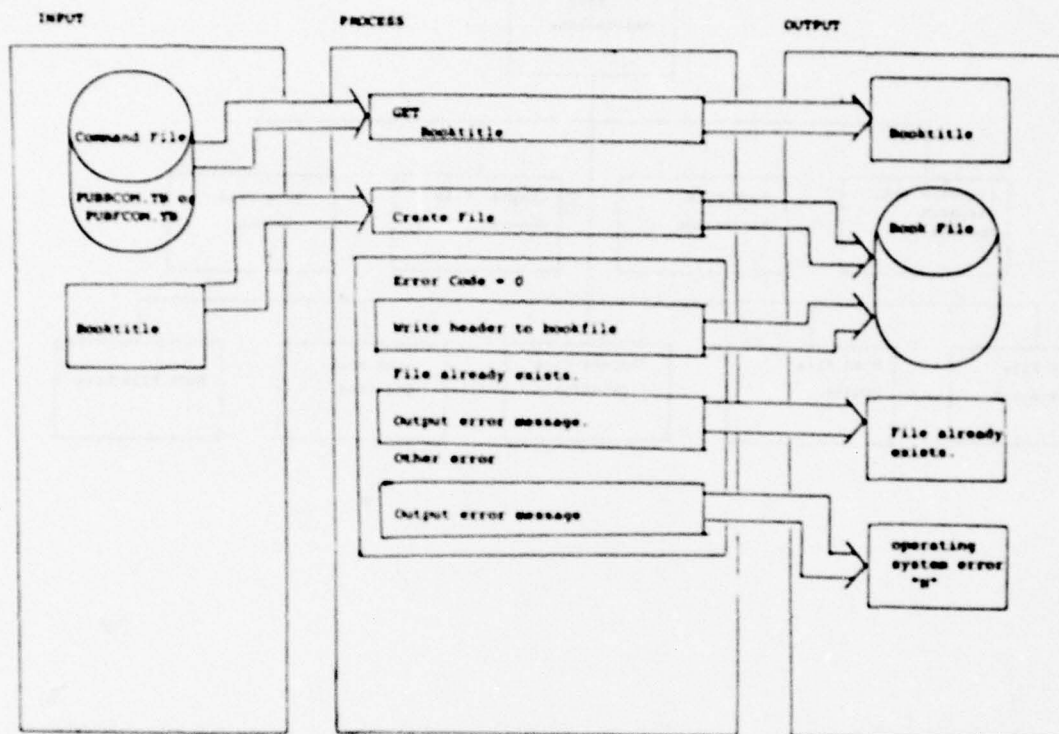 INPUT
PROCESS
OUTPUT
Command File
PUBBCOM.TB or
PUBFCOM.TB
Booktitle
GET
Booktitle
Create File
Error Code = 0
Write header to bookfile
File already exists.
Output error message.
Other error
Output error message
Booktitle
Book File
File already
exists.
Operating
system error
"N"